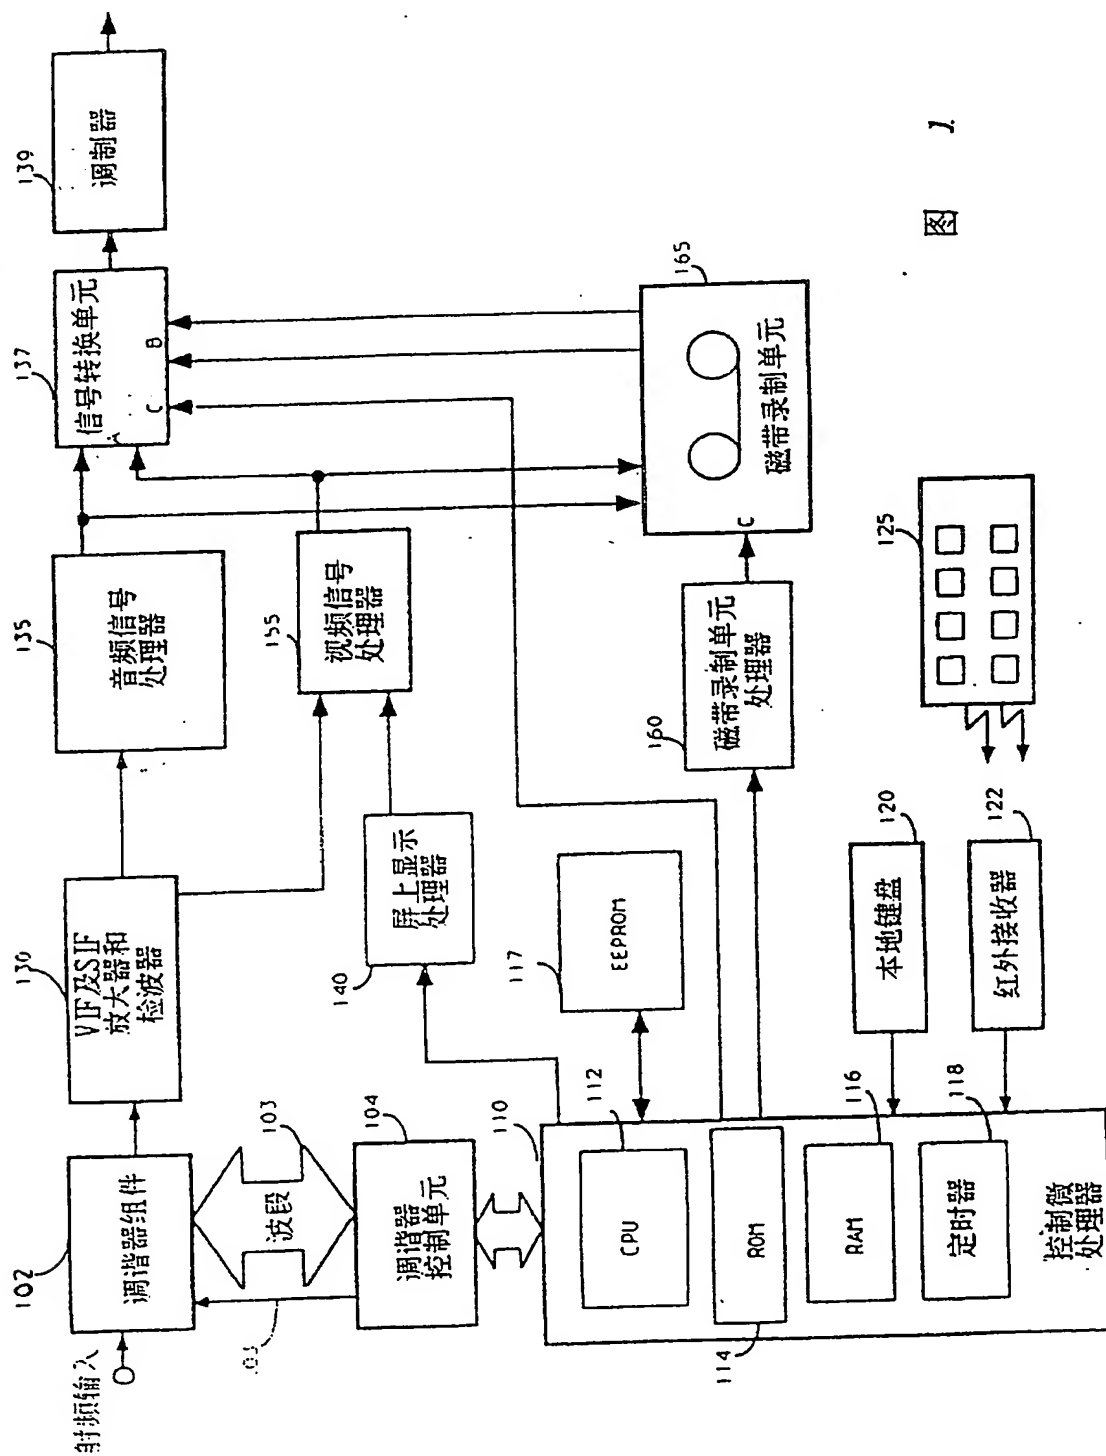 射频输入
102
调谐器组件
130
VIF及SIF
放大器和
检波器
135
音频信号
处理器
137
信号转换单元
A
C
B
139
调制器
103
波段
104
调谐器
控制单元
140
屏上显示
处理器
155
视频信号
处理器
110
112
CPU
114
ROM
116
RAM
118
定时器
控制微
处理器
117
EEPROM
160
磁带录制单元
处理器
165
C
磁带录制单元
120
本地键盘
122
红外接收器
125
图 1.